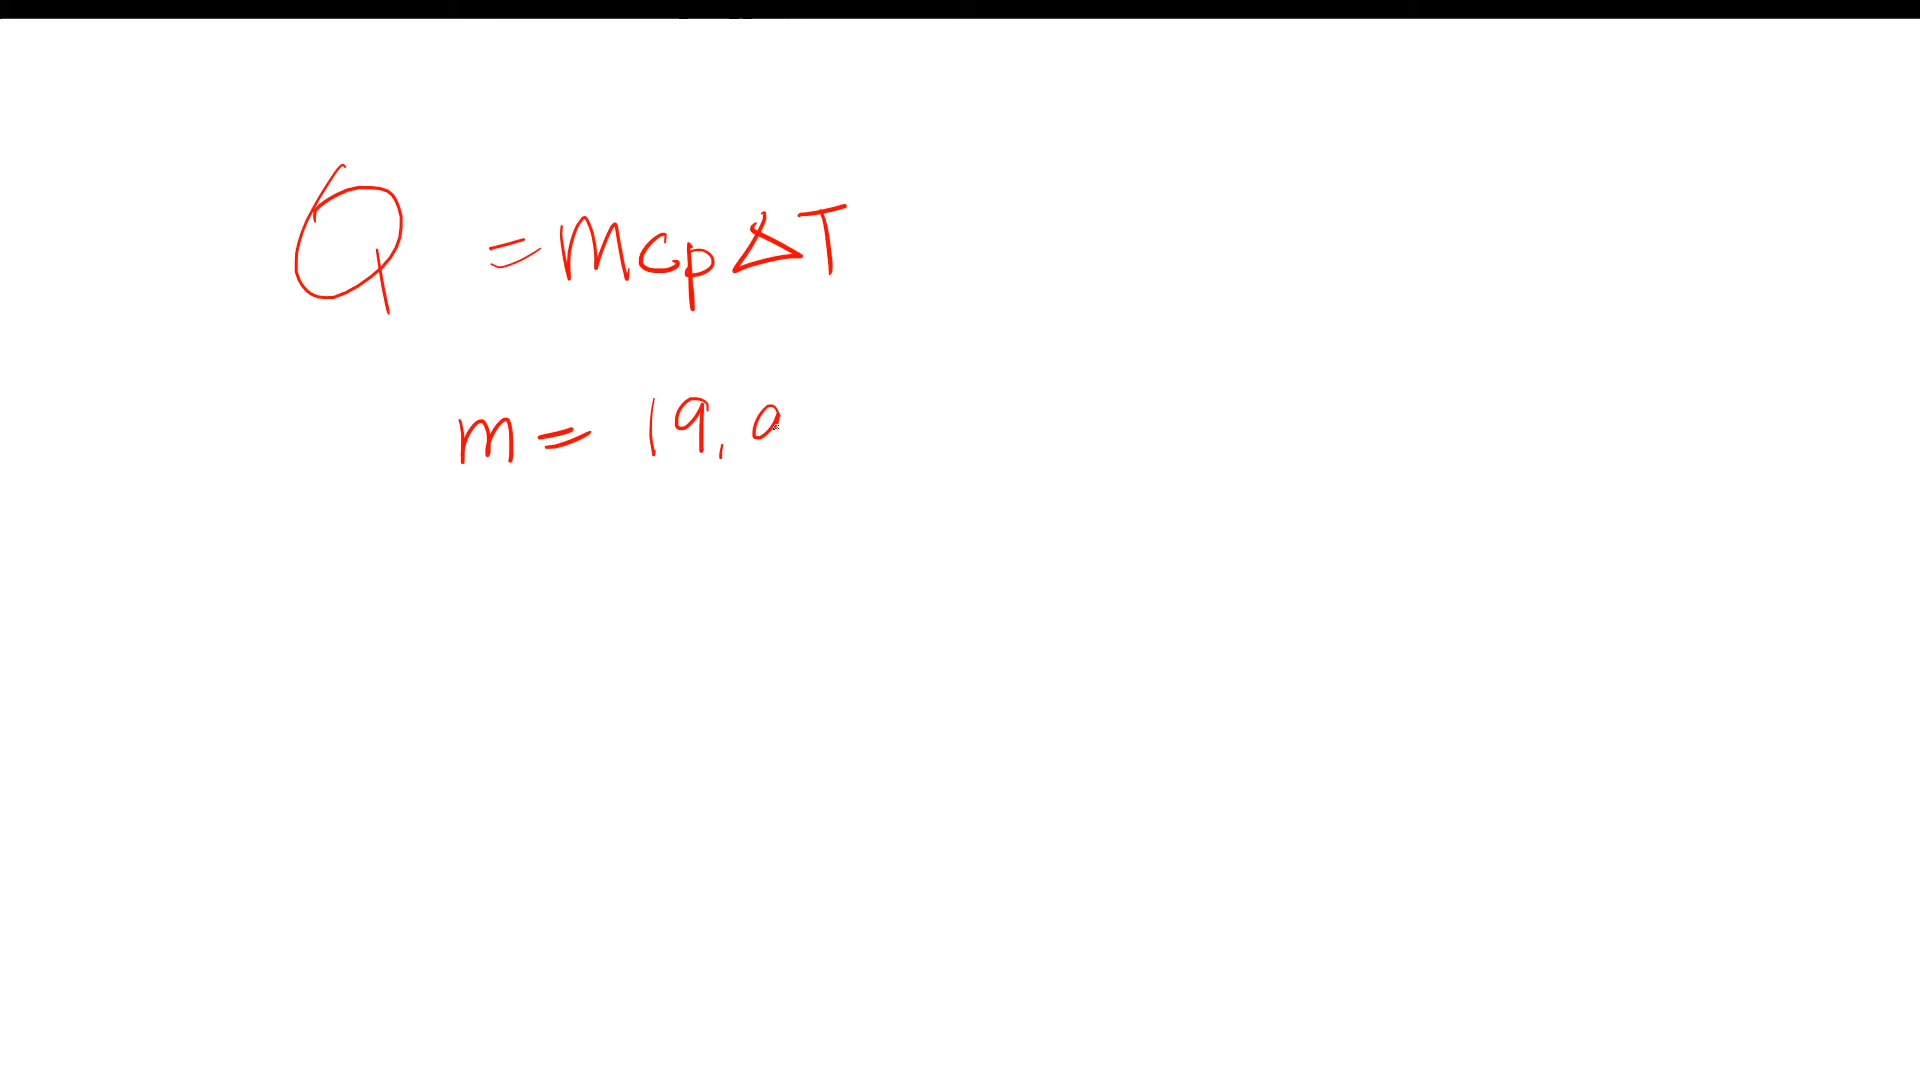 Q = mcpΔT
m = 19,0